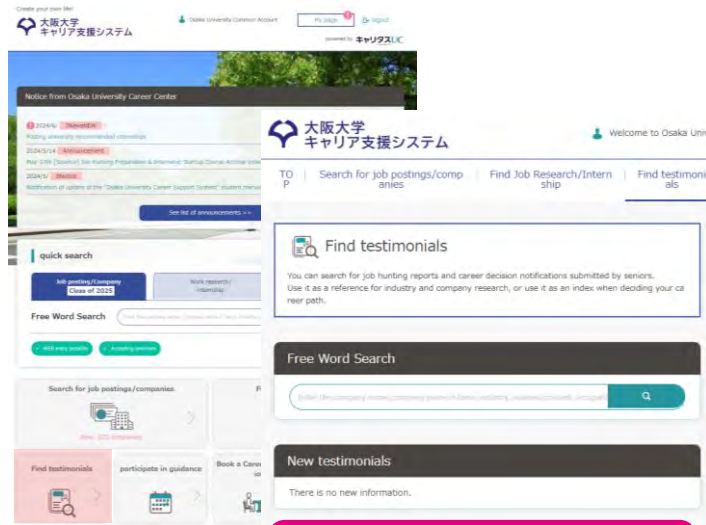 Create your own life!
大阪大学
キャリア支援システム
Osaka University Common Account
My page
logout
powered by キャリタスUC
Notice from Osaka University Career Center
2024/6/
Posting university recommended internships
2024/5/14 Announcement
2024/5/
Notification of update of the "Osaka University Career Support System" student manual
See list of announcements >>
quick search
Job posting/Company
Class of 2025
Work research/
internship
Free Word Search
WEB entry possible
Accepting
Search for job postings/companies
F
Find testimonials
participate in guidance
Book a Career
大阪大学
キャリア支援システム
Welcome to Osaka Univ
TO
P
Search for job postings/comp
anies
Find Job Research/Intern
ship
Find testimoni
als
Find testimonials
You can search for job hunting reports and career decision notifications submitted by seniors.
Use it as a reference for industry and company research, or use it as an index when deciding your ca
reer path.
Free Word Search
New testimonials
There is no new information.